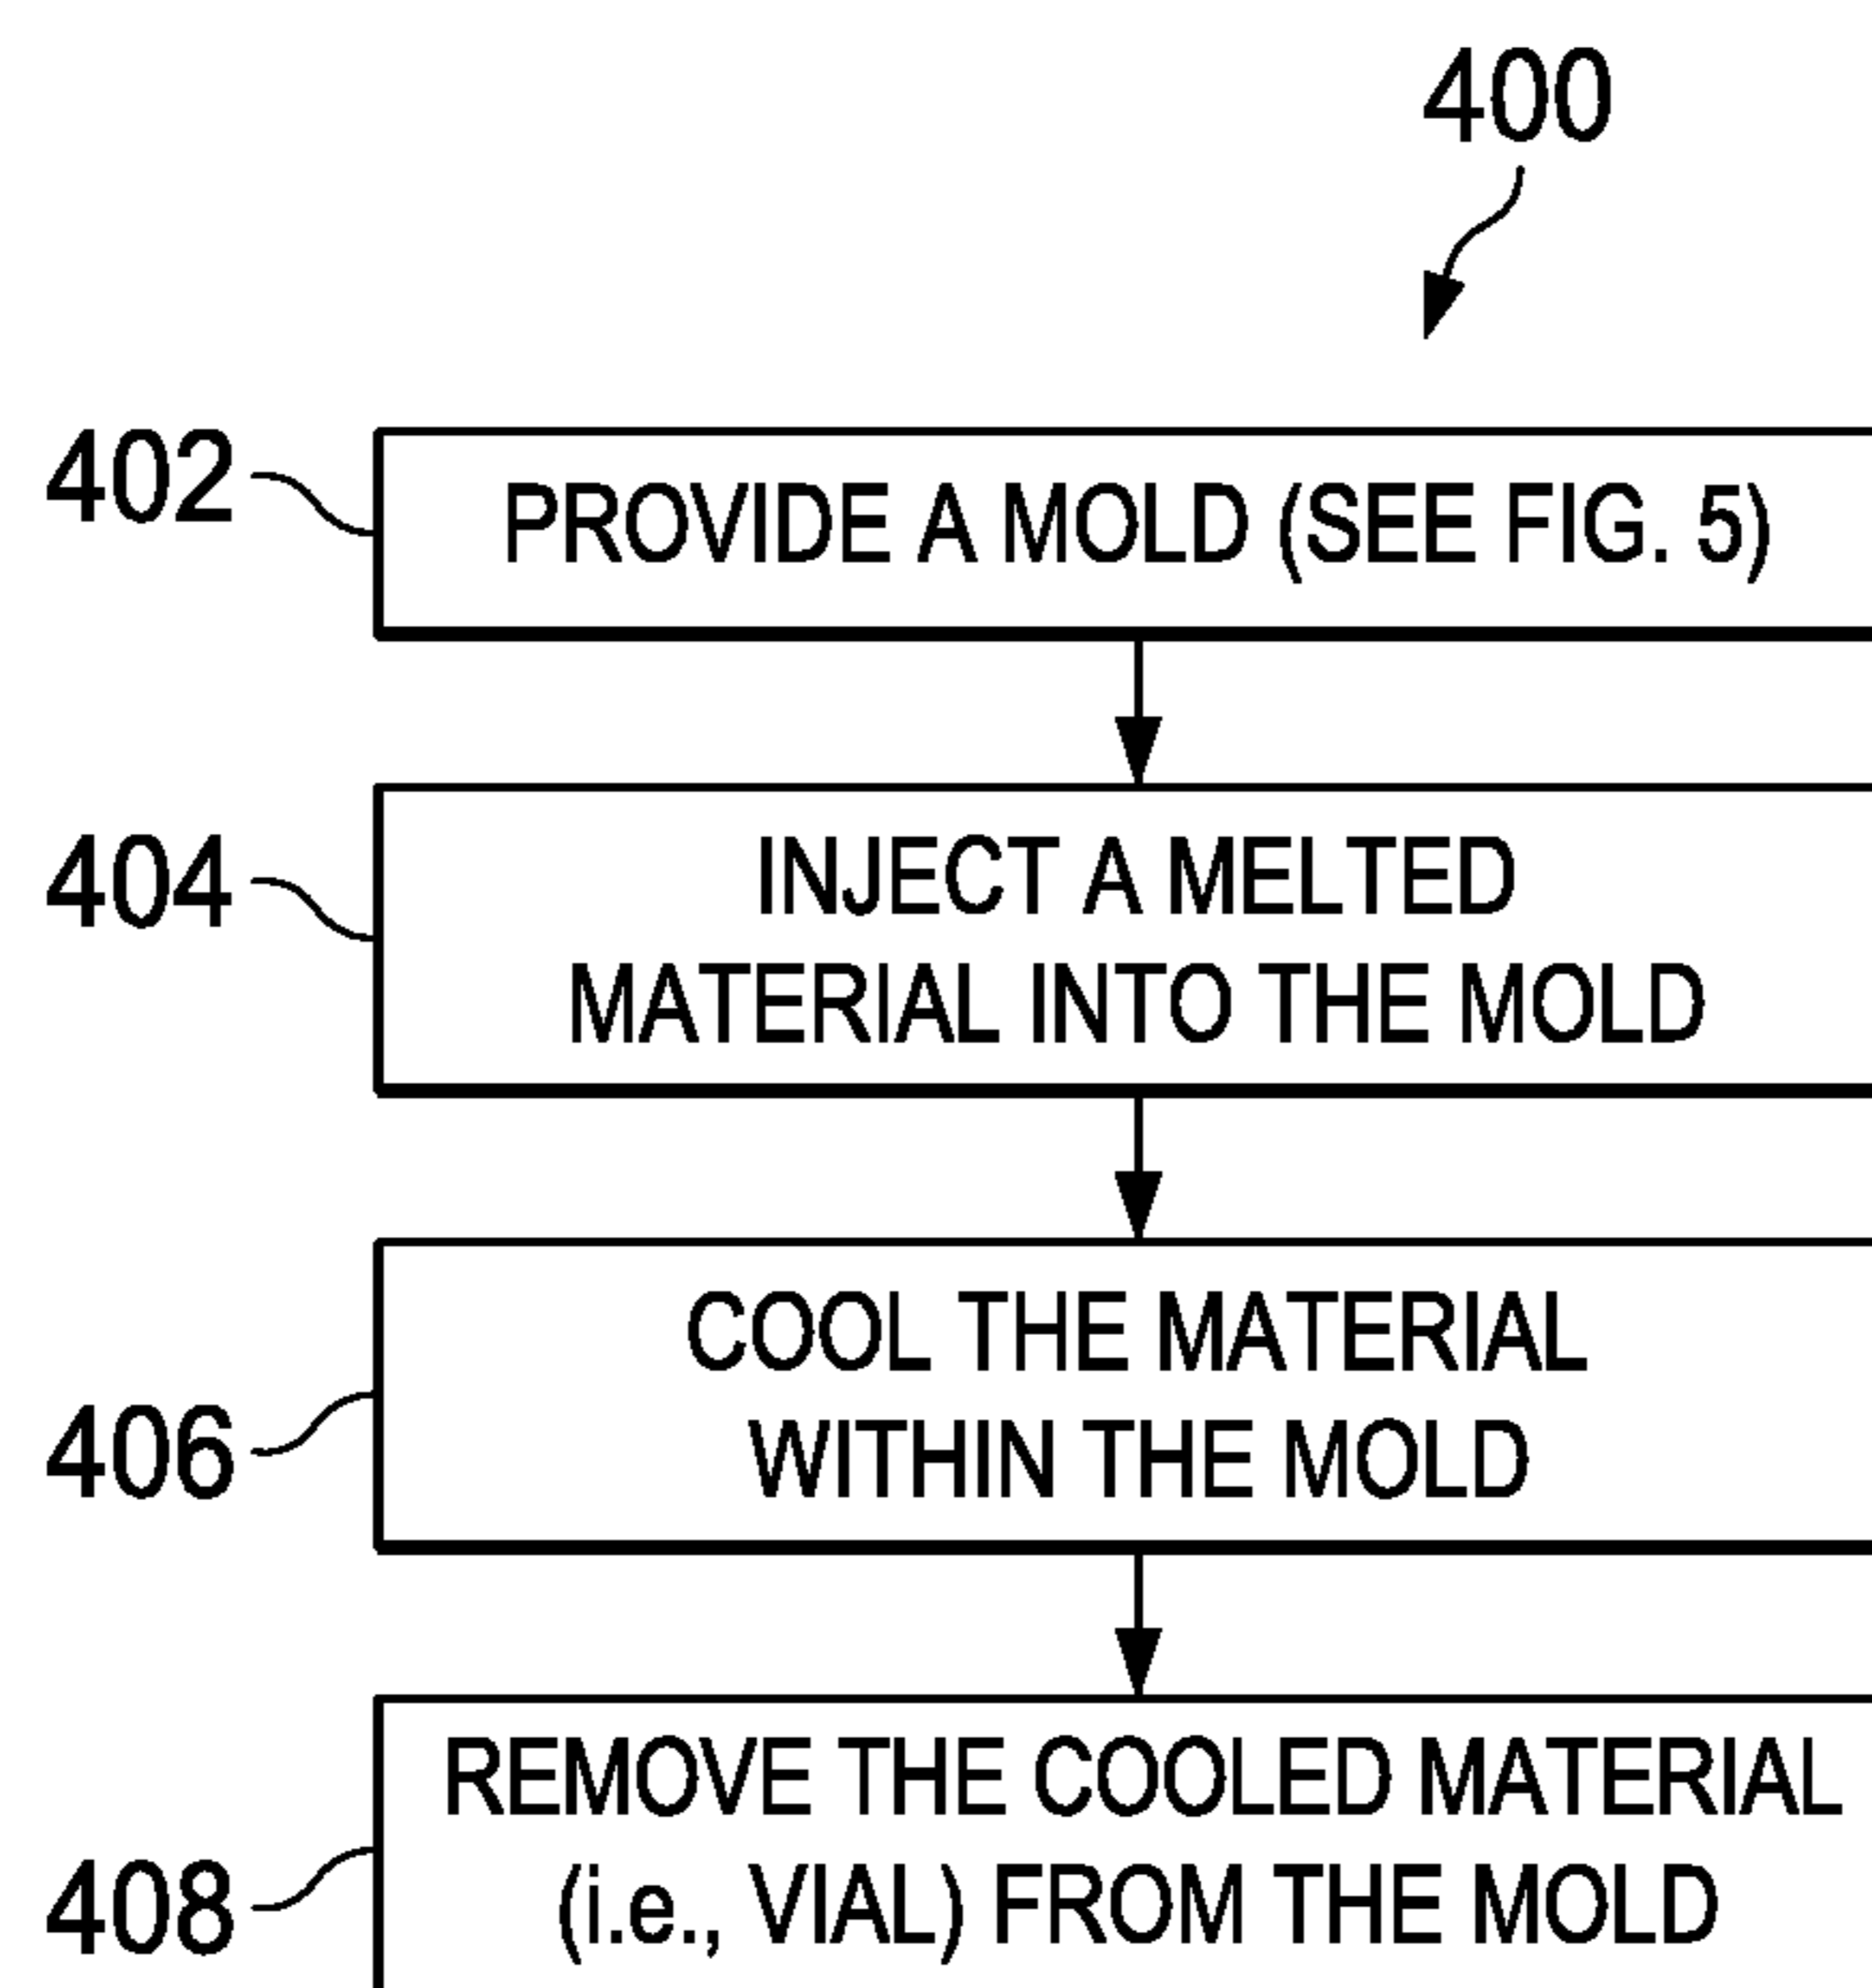 400
402
PROVIDE A MOLD (SEE FIG. 5)
404
INJECT A MELTED
MATERIAL INTO THE MOLD
406
COOL THE MATERIAL
WITHIN THE MOLD
408
REMOVE THE COOLED MATERIAL
(i.e., VIAL) FROM THE MOLD